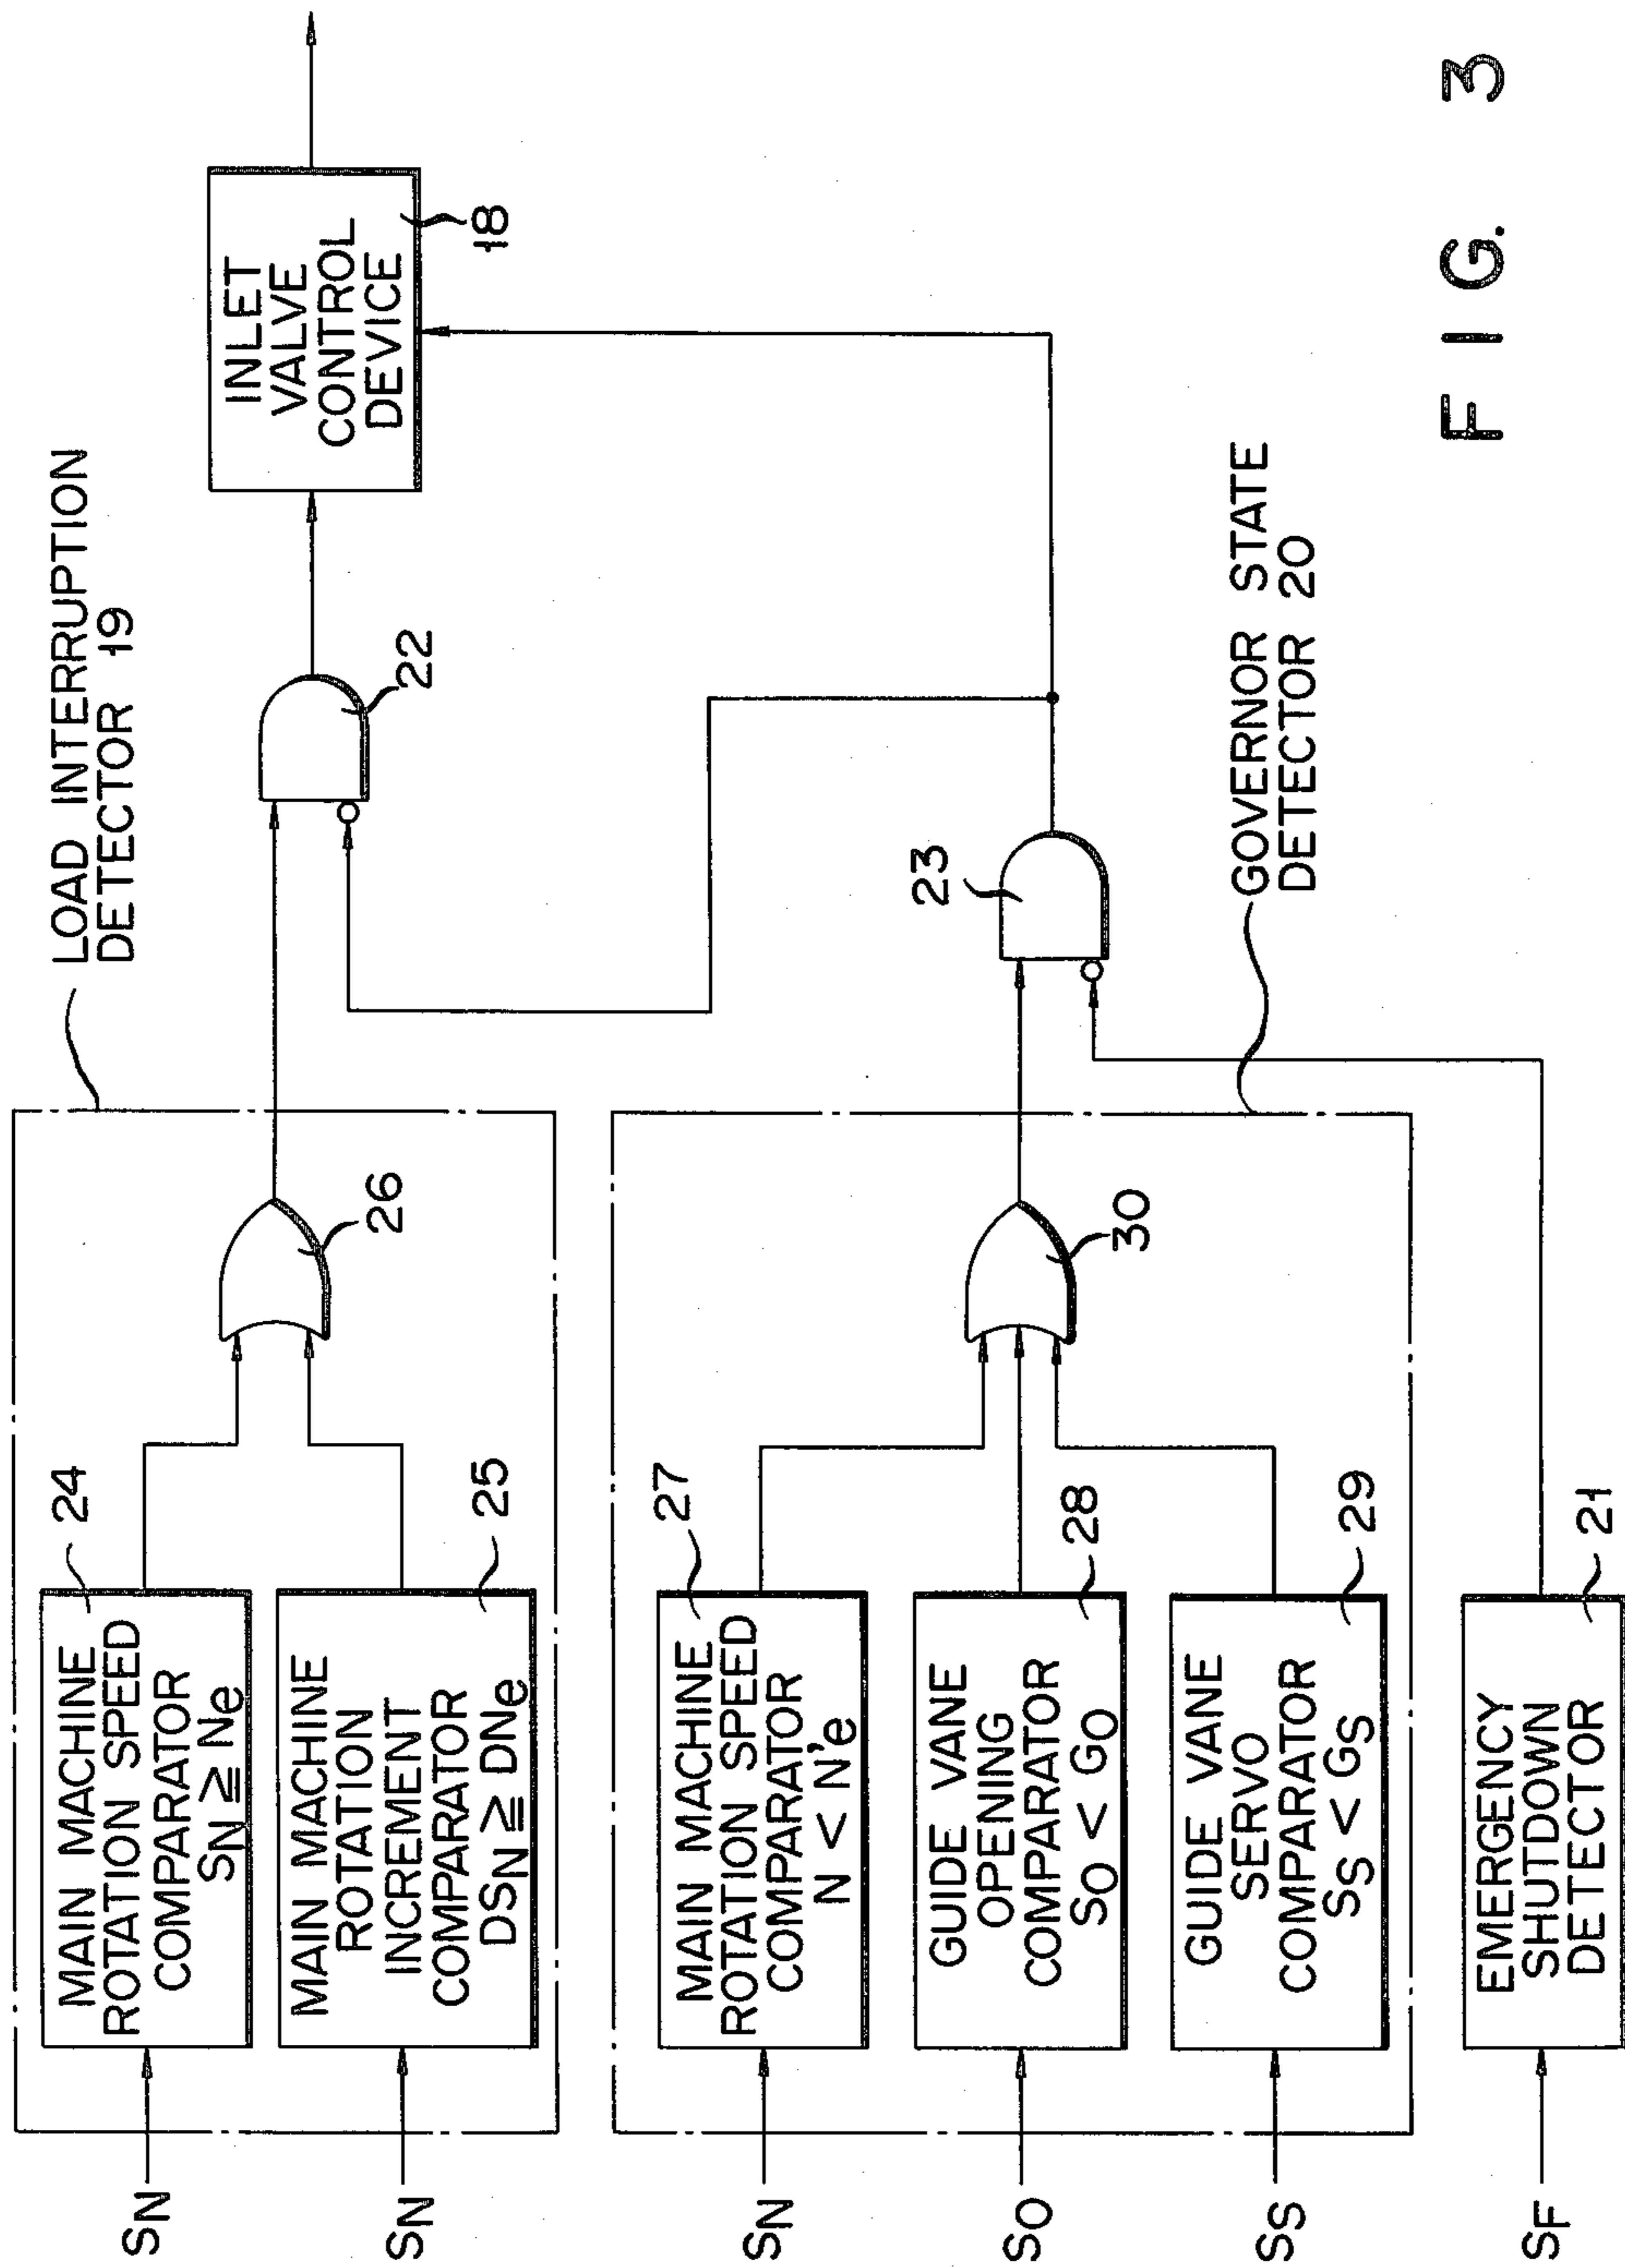 LOAD INTERRUPTION
DETECTOR 19
SN
24
MAIN MACHINE
ROTATION SPEED
COMPARATOR
SN ≧ Ne
SN
25
MAIN MACHINE
ROTATION
INCREMENT
COMPARATOR
DSN ≧ DNe
26
22
INLET
VALVE
CONTROL
DEVICE
18
SN
27
MAIN MACHINE
ROTATION SPEED
COMPARATOR
N < N'e
SO
28
GUIDE VANE
OPENING
COMPARATOR
SO < GO
SS
29
GUIDE VANE
SERVO
COMPARATOR
SS < GS
30
23
GOVERNOR STATE
DETECTOR 20
SF
EMERGENCY
SHUTDOWN
DETECTOR
21
FIG. 3